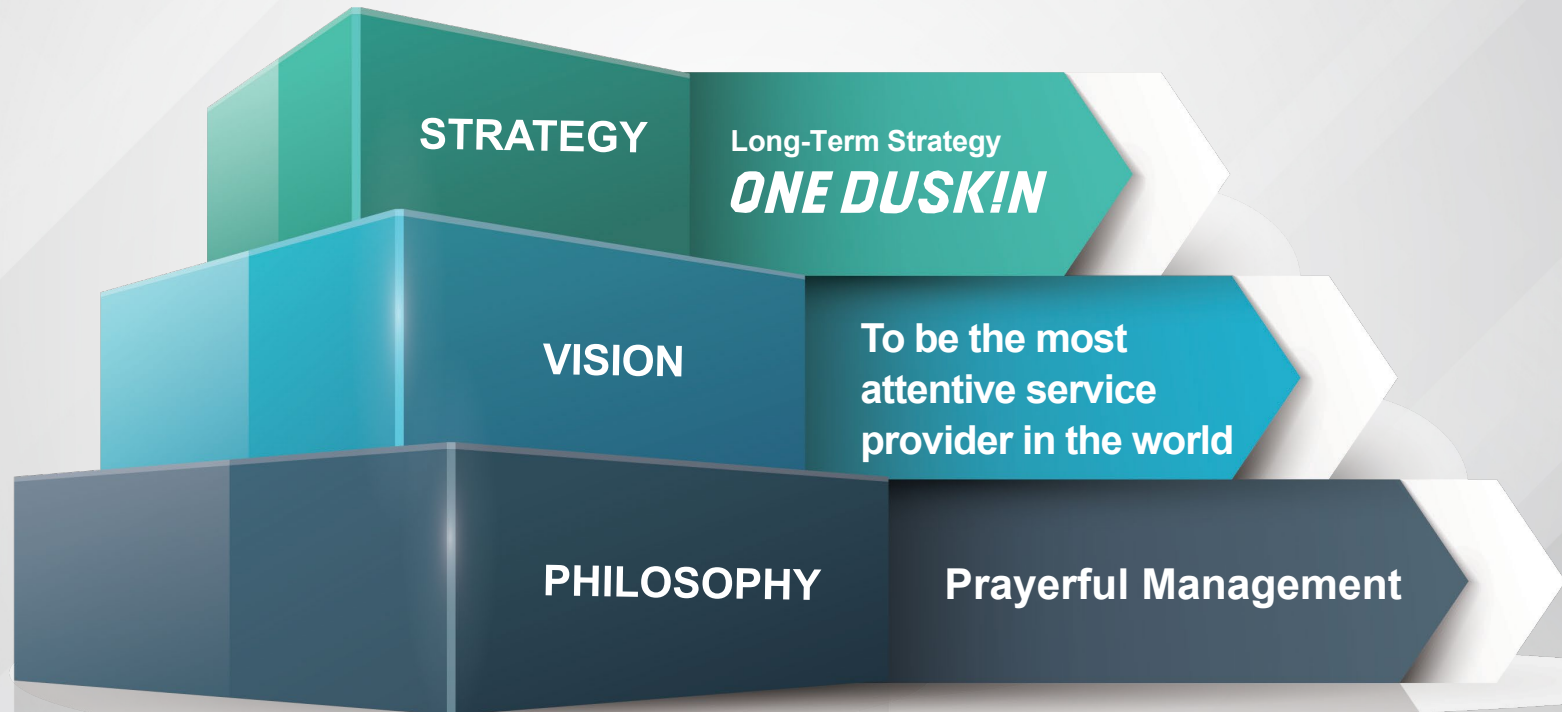 STRATEGY
Long-Term Strategy
ONE DUSK!N
VISION
To be the most
attentive service
provider in the world
PHILOSOPHY
Prayerful Management